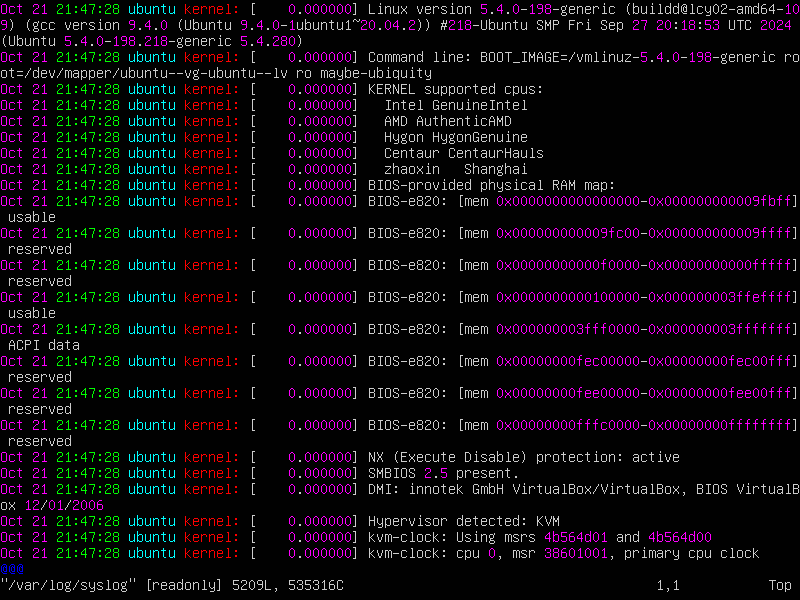 Oct 21 21:47:28 ubuntu kernel: [    0.000000] Linux version 5.4.0-198-generic (buildd@lcy02-amd64-10
9) (gcc version 9.4.0 (Ubuntu 9.4.0-1ubuntu1~20.04.2)) #218-Ubuntu SMP Fri Sep 27 20:18:53 UTC 2024
(Ubuntu 5.4.0-198.218-generic 5.4.280)
Oct 21 21:47:28 ubuntu kernel: [    0.000000] Command line: BOOT_IMAGE=/vmlinuz-5.4.0-198-generic ro
ot=/dev/mapper/ubuntu--vg-ubuntu--lv ro maybe-ubiquity
Oct 21 21:47:28 ubuntu kernel: [    0.000000] KERNEL supported cpus:
Oct 21 21:47:28 ubuntu kernel: [    0.000000]   Intel GenuineIntel
Oct 21 21:47:28 ubuntu kernel: [    0.000000]   AMD AuthenticAMD
Oct 21 21:47:28 ubuntu kernel: [    0.000000]   Hygon HygonGenuine
Oct 21 21:47:28 ubuntu kernel: [    0.000000]   Centaur CentaurHauls
Oct 21 21:47:28 ubuntu kernel: [    0.000000]   zhaoxin   Shanghai
Oct 21 21:47:28 ubuntu kernel: [    0.000000] BIOS-provided physical RAM map:
Oct 21 21:47:28 ubuntu kernel: [    0.000000] BIOS-e820: [mem 0x0000000000000000-0x000000000009fbff]
 usable
Oct 21 21:47:28 ubuntu kernel: [    0.000000] BIOS-e820: [mem 0x000000000009fc00-0x000000000009ffff]
 reserved
Oct 21 21:47:28 ubuntu kernel: [    0.000000] BIOS-e820: [mem 0x00000000000f0000-0x00000000000fffff]
 reserved
Oct 21 21:47:28 ubuntu kernel: [    0.000000] BIOS-e820: [mem 0x0000000000100000-0x000000003ffeffff]
 usable
Oct 21 21:47:28 ubuntu kernel: [    0.000000] BIOS-e820: [mem 0x000000003fff0000-0x000000003fffffff]
 ACPI data
Oct 21 21:47:28 ubuntu kernel: [    0.000000] BIOS-e820: [mem 0x00000000fec00000-0x00000000fec00fff]
 reserved
Oct 21 21:47:28 ubuntu kernel: [    0.000000] BIOS-e820: [mem 0x00000000fee00000-0x00000000fee00fff]
 reserved
Oct 21 21:47:28 ubuntu kernel: [    0.000000] BIOS-e820: [mem 0x00000000fffc0000-0x00000000ffffffff]
 reserved
Oct 21 21:47:28 ubuntu kernel: [    0.000000] NX (Execute Disable) protection: active
Oct 21 21:47:28 ubuntu kernel: [    0.000000] SMBIOS 2.5 present.
Oct 21 21:47:28 ubuntu kernel: [    0.000000] DMI: innotek GmbH VirtualBox/VirtualBox, BIOS VirtualB
ox 12/01/2006
Oct 21 21:47:28 ubuntu kernel: [    0.000000] Hypervisor detected: KVM
Oct 21 21:47:28 ubuntu kernel: [    0.000000] kvm-clock: Using msrs 4b564d01 and 4b564d00
Oct 21 21:47:28 ubuntu kernel: [    0.000000] kvm-clock: cpu 0, msr 38601001, primary cpu clock
@@@
"/var/log/syslog" [readonly] 5209L, 535316C 1,1 Top